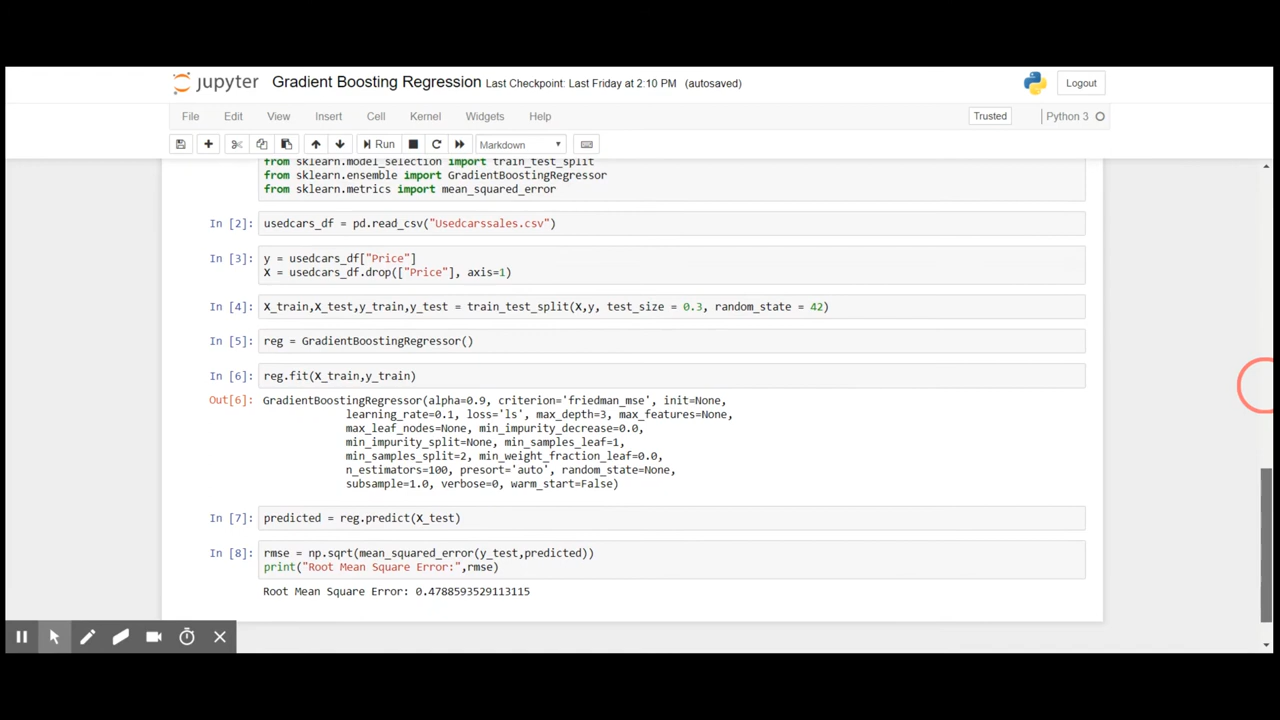 jupyter Gradient Boosting Regression Last Checkpoint: Last Friday at 2:10 PM (autosaved) Logout
File Edit View Insert Cell Kernel Widgets Help Trusted Python 3
Run Markdown
from sklearn.model_selection import train_test_split
from sklearn.ensemble import GradientBoostingRegressor
from sklearn.metrics import mean_squared_error
In [2]: usedcars_df = pd.read_csv("Usedcarssales.csv")
In [3]: y = usedcars_df["Price"]
X = usedcars_df.drop(["Price"], axis=1)
In [4]: X_train,X_test,y_train,y_test = train_test_split(X,y, test_size = 0.3, random_state = 42)
In [5]: reg = GradientBoostingRegressor()
In [6]: reg.fit(X_train,y_train)
Out[6]: GradientBoostingRegressor(alpha=0.9, criterion='friedman_mse', init=None,
learning_rate=0.1, loss='ls', max_depth=3, max_features=None,
max_leaf_nodes=None, min_impurity_decrease=0.0,
min_impurity_split=None, min_samples_leaf=1,
min_samples_split=2, min_weight_fraction_leaf=0.0,
n_estimators=100, presort='auto', random_state=None,
subsample=1.0, verbose=0, warm_start=False)
In [7]: predicted = reg.predict(X_test)
In [8]: rmse = np.sqrt(mean_squared_error(y_test,predicted))
print("Root Mean Square Error:",rmse)
Root Mean Square Error: 0.4788593529113115